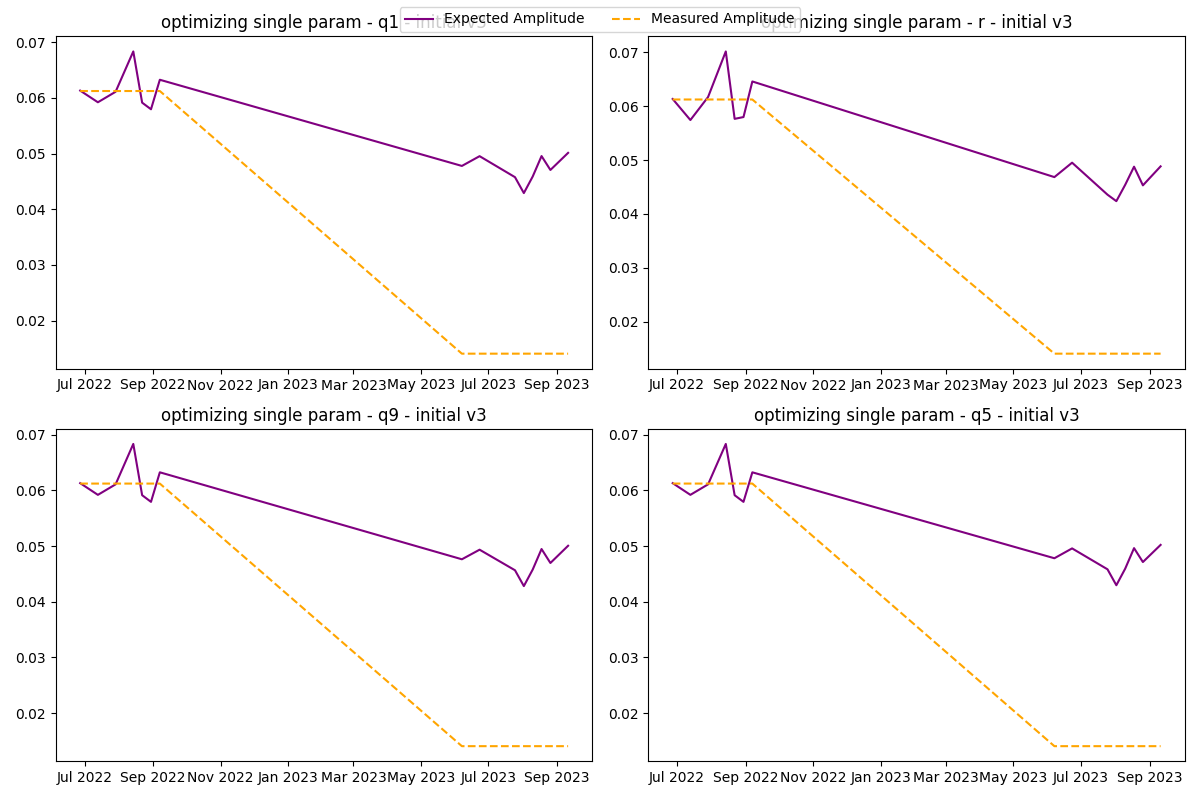 Expected Amplitude Measured Amplitude
optimizing single param - q1 - initial v3
optimizing single param - r - initial v3
0.07
0.06
0.05
0.04
0.03
0.02
Jul 2022 Sep 2022 Nov 2022 Jan 2023 Mar 2023 May 2023 Jul 2023 Sep 2023
0.07
0.06
0.05
0.04
0.03
0.02
Jul 2022 Sep 2022 Nov 2022 Jan 2023 Mar 2023 May 2023 Jul 2023 Sep 2023
optimizing single param - q9 - initial v3
0.07
0.06
0.05
0.04
0.03
0.02
Jul 2022 Sep 2022 Nov 2022 Jan 2023 Mar 2023 May 2023 Jul 2023 Sep 2023
optimizing single param - q5 - initial v3
0.07
0.06
0.05
0.04
0.03
0.02
Jul 2022 Sep 2022 Nov 2022 Jan 2023 Mar 2023 May 2023 Jul 2023 Sep 2023